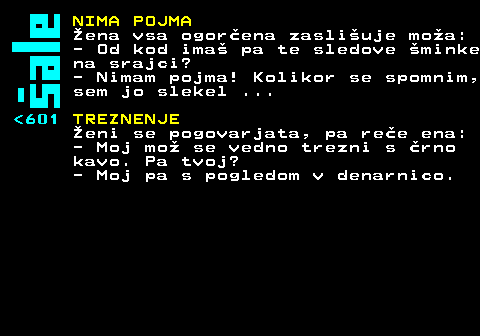 šale
NIMA POJMA
Žena vsa ogorčena zaslišuje moža:
- Od kod imaš pa te sledove šminke
na srajci?
- Nimam pojma! Kolikor se spomnim,
sem jo slekel ...
<601 TREZNENJE
Ženi se pogovarjata, pa reče ena:
- Moj mož se vedno trezni s črno
kavo. Pa tvoj?
- Moj pa s pogledom v denarnico.